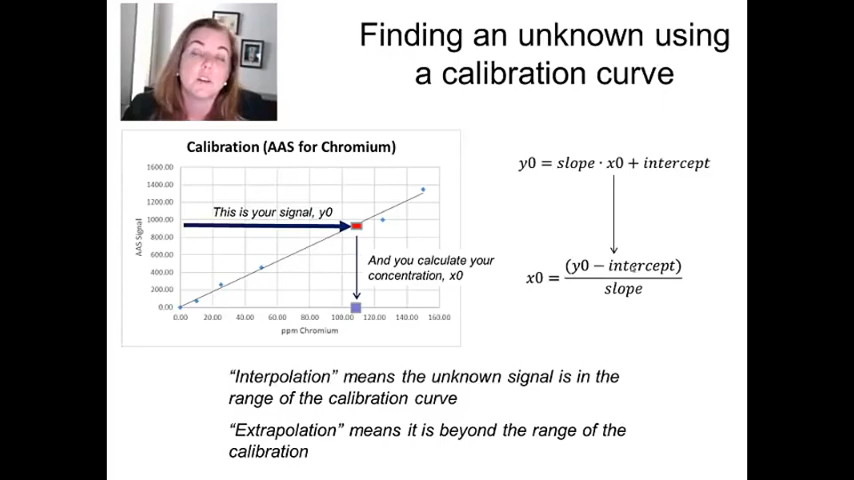 Finding an unknown using
a calibration curve
Calibration (AAS for Chromium)
1600.00
1400.00
1200.00
1000.00
800.00
600.00
400.00
200.00
0.00
AAS Signal
This is your signal, y0
And you calculate your
concentration, x0
0.00 20.00 40.00 60.00 80.00 100.00 120.00 140.00 160.00
ppm Chromium
y0 = slope · x0 + intercept
x0 = (y0 − intercept)
slope
“Interpolation” means the unknown signal is in the
range of the calibration curve
“Extrapolation” means it is beyond the range of the
calibration